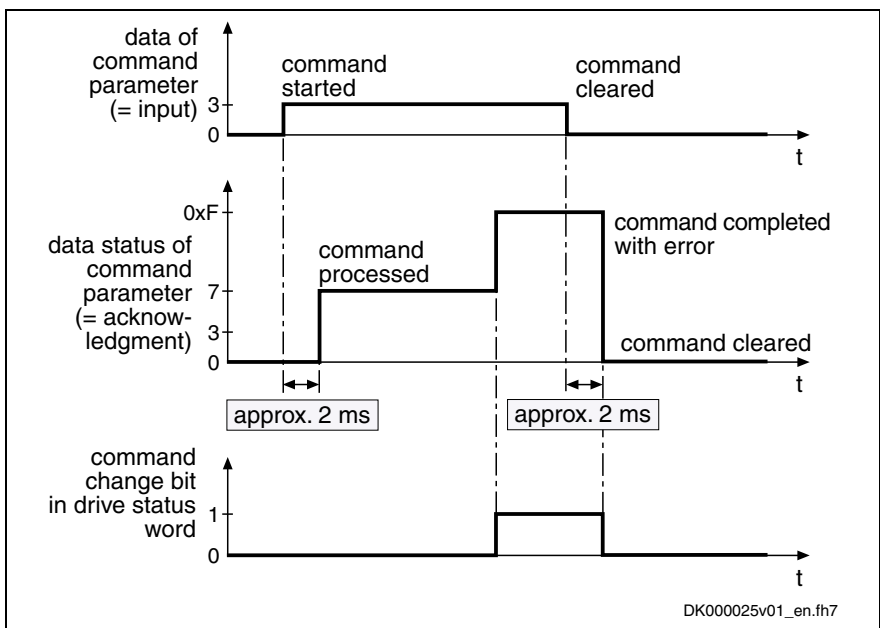 data of
command
parameter
(= input)
command
started
command
cleared
3
0
t
0xF
data status of
command
parameter
(= acknow-
ledgment)
command
processed
command completed
with error
7
3
0
command cleared
t
approx. 2 ms
approx. 2 ms
command
change bit
in drive status
word
1
0
t
DK000025v01_en.fh7